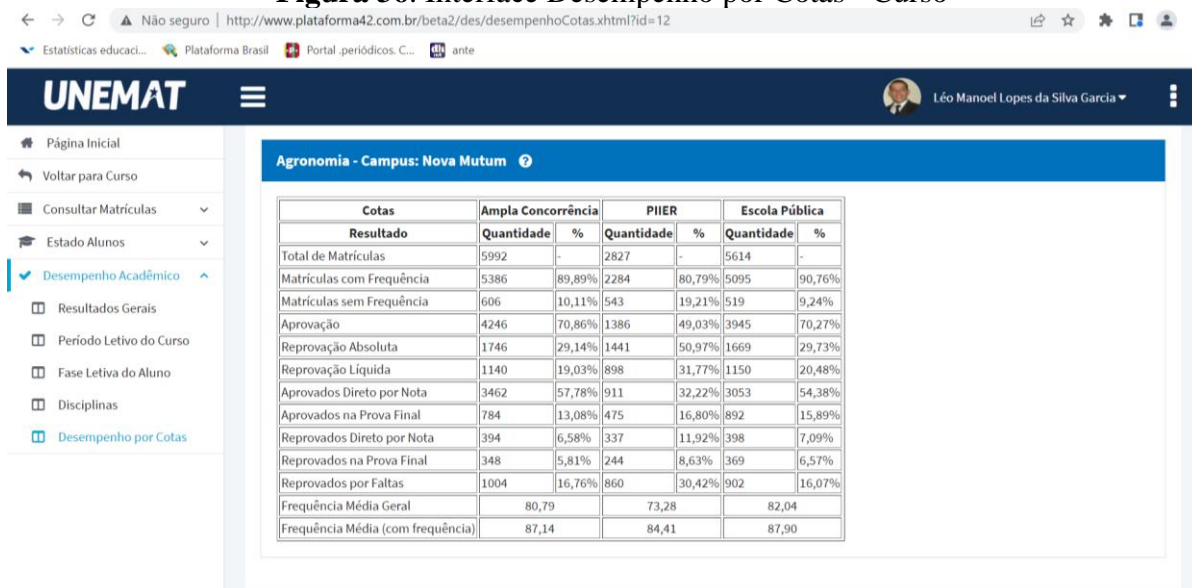 Figura 36. Interface Desempenho por Cotas - Curso
Não seguro | http://www.plataforma42.com.br/beta2/des/desempenhoCotas.xhtml?id=12
Estatísticas educaci... Plataforma Brasil Portal .periódicos. C... ante
UNEMAT Léo Manoel Lopes da Silva Garcia
Página Inicial
Voltar para Curso
Consultar Matrículas
Estado Alunos
Desempenho Acadêmico
Resultados Gerais
Período Letivo do Curso
Fase Letiva do Aluno
Disciplinas
Desempenho por Cotas
Agronomia - Campus: Nova Mutum ?
Cotas Ampla Concorrência PIIER Escola Pública
Resultado Quantidade % Quantidade % Quantidade %
Total de Matrículas 5992 - 2827 - 5614 -
Matrículas com Frequência 5386 89,89% 2284 80,79% 5095 90,76%
Matrículas sem Frequência 606 10,11% 543 19,21% 519 9,24%
Aprovação 4246 70,86% 1386 49,03% 3945 70,27%
Reprovação Absoluta 1746 29,14% 1441 50,97% 1669 29,73%
Reprovação Líquida 1140 19,03% 898 31,77% 1150 20,48%
Aprovados Direto por Nota 3462 57,78% 911 32,22% 3053 54,38%
Aprovados na Prova Final 784 13,08% 475 16,80% 892 15,89%
Reprovados Direto por Nota 394 6,58% 337 11,92% 398 7,09%
Reprovados na Prova Final 348 5,81% 244 8,63% 369 6,57%
Reprovados por Faltas 1004 16,76% 860 30,42% 902 16,07%
Frequência Média Geral 80,79 73,28 82,04
Frequência Média (com frequência) 87,14 84,41 87,90